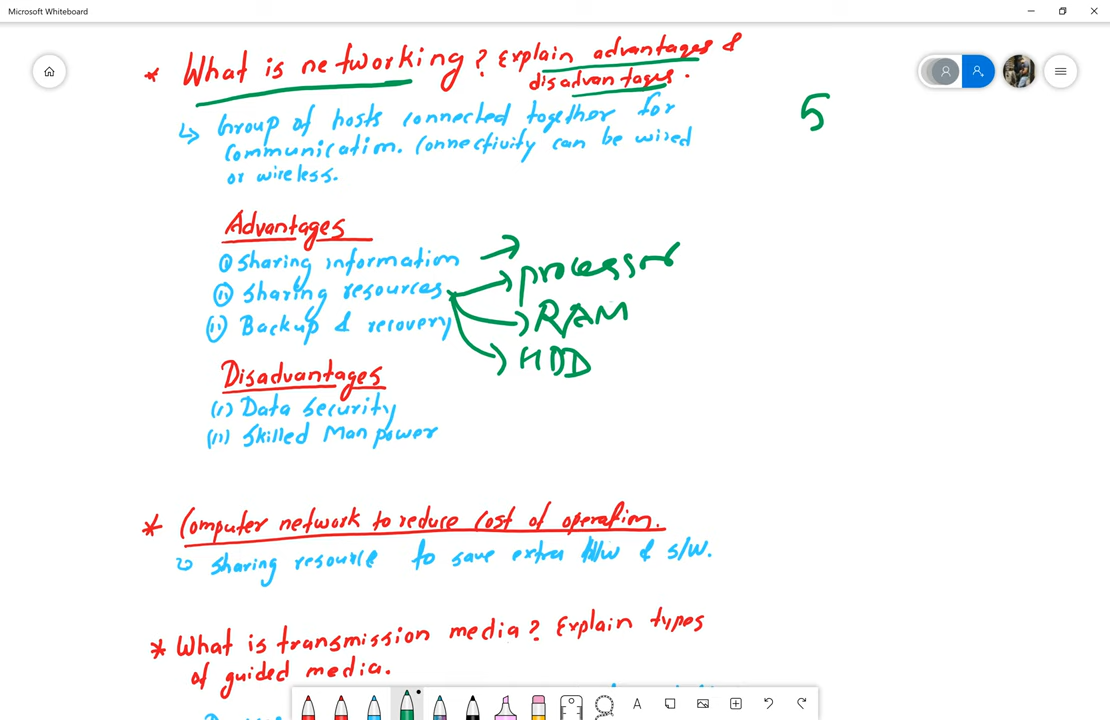 Microsoft Whiteboard
* What is networking? Explain advantages &
disadvantages.
5
↳ Group of hosts connected together for
communication. Connectivity can be wired
or wireless.
Advantages
(i) Sharing information →
(ii) Sharing resources → processor
→ RAM
(ii) Backup & recovery
→ HDD
Disadvantages
(i) Data Security
(ii) Skilled Man power
* Computer network to reduce cost of operation.
↳ sharing resource to save extra H/w & s/w.
* What is transmission media? Explain types
of guided media.
A